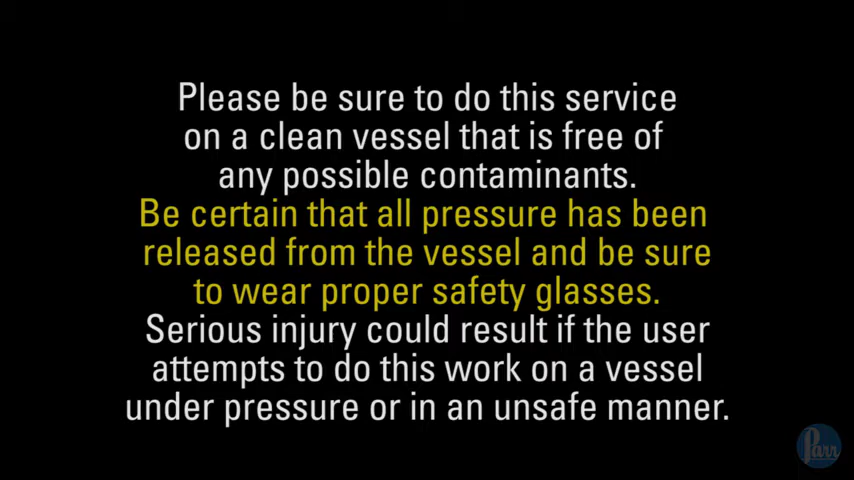 Please be sure to do this service
on a clean vessel that is free of
any possible contaminants.
Be certain that all pressure has been
released from the vessel and be sure
to wear proper safety glasses.
Serious injury could result if the user
attempts to do this work on a vessel
under pressure or in an unsafe manner.
Parr